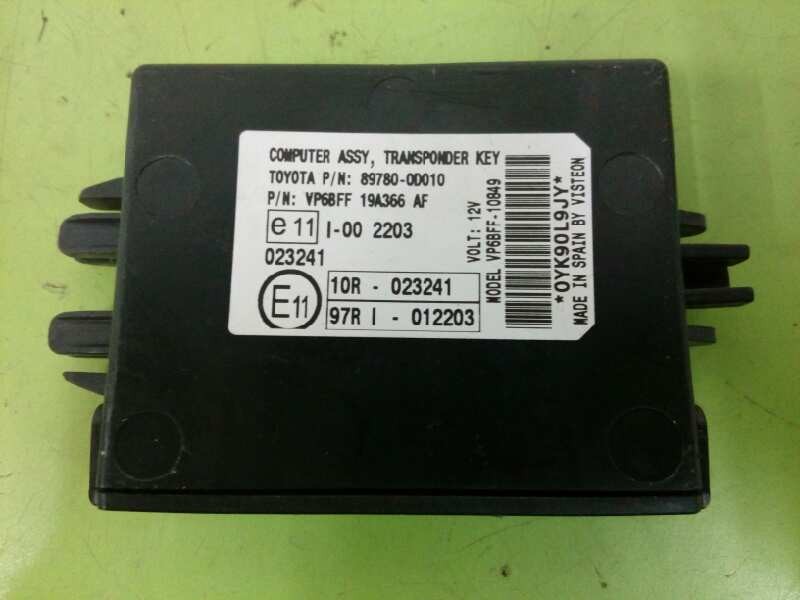 COMPUTER ASSY, TRANSPONDER KEY
TOYOTA P/N: 89780-0D010
P/N: VP6BFF 19A366 AF
e 11 I-00 2203
023241
E11
10R - 023241
97R I - 012203
VOLT: 12V
MODEL VP6BFF-10849
*0YK90L9JY*
MADE IN SPAIN BY VISTEON